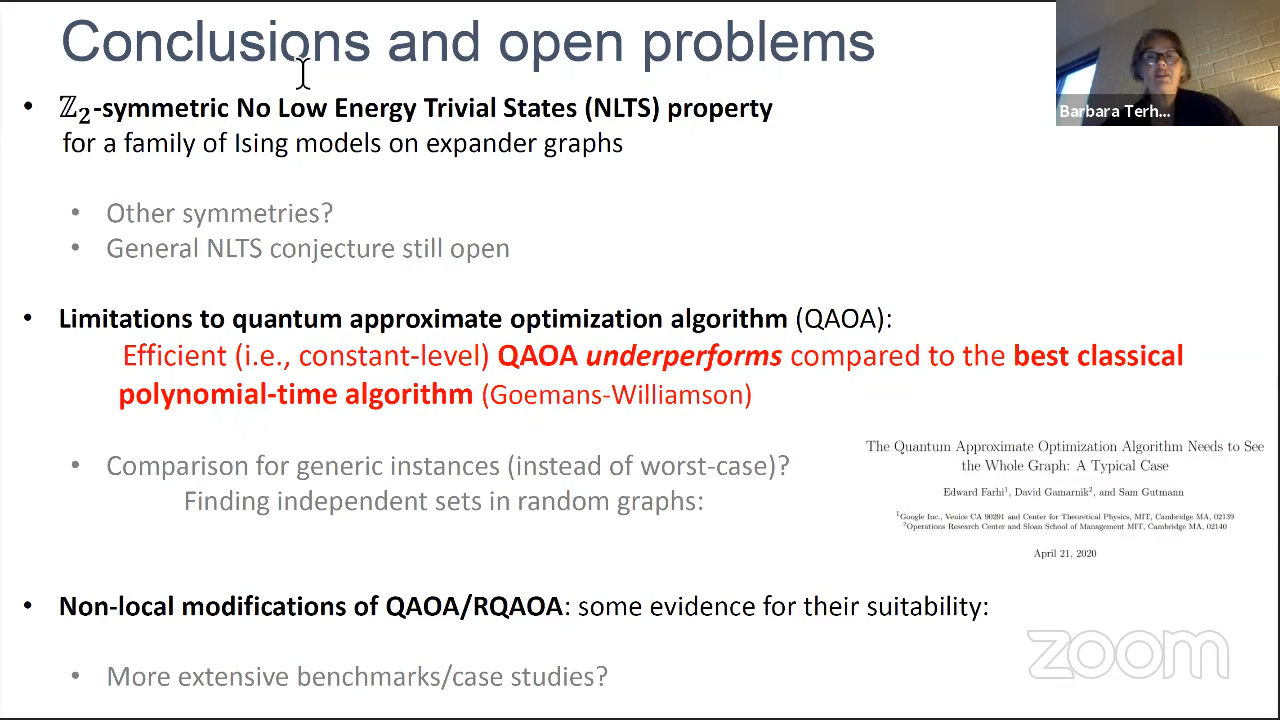 Conclusions and open problems
Barbara Terh...
• ℤ₂-symmetric No Low Energy Trivial States (NLTS) property
for a family of Ising models on expander graphs
• Other symmetries?
• General NLTS conjecture still open
• Limitations to quantum approximate optimization algorithm (QAOA):
Efficient (i.e., constant-level) QAOA underperforms compared to the best classical
polynomial-time algorithm (Goemans-Williamson)
• Comparison for generic instances (instead of worst-case)?
Finding independent sets in random graphs:
The Quantum Approximate Optimization Algorithm Needs to See
the Whole Graph: A Typical Case
Edward Farhi¹, David Gamarnik², and Sam Gutmann
¹Google Inc., Venice CA 90291 and Center for Theoretical Physics, MIT, Cambridge MA, 02139
²Operations Research Center and Sloan School of Management MIT, Cambridge MA, 02140
April 21, 2020
• Non-local modifications of QAOA/RQAOA: some evidence for their suitability:
• More extensive benchmarks/case studies?
zoom